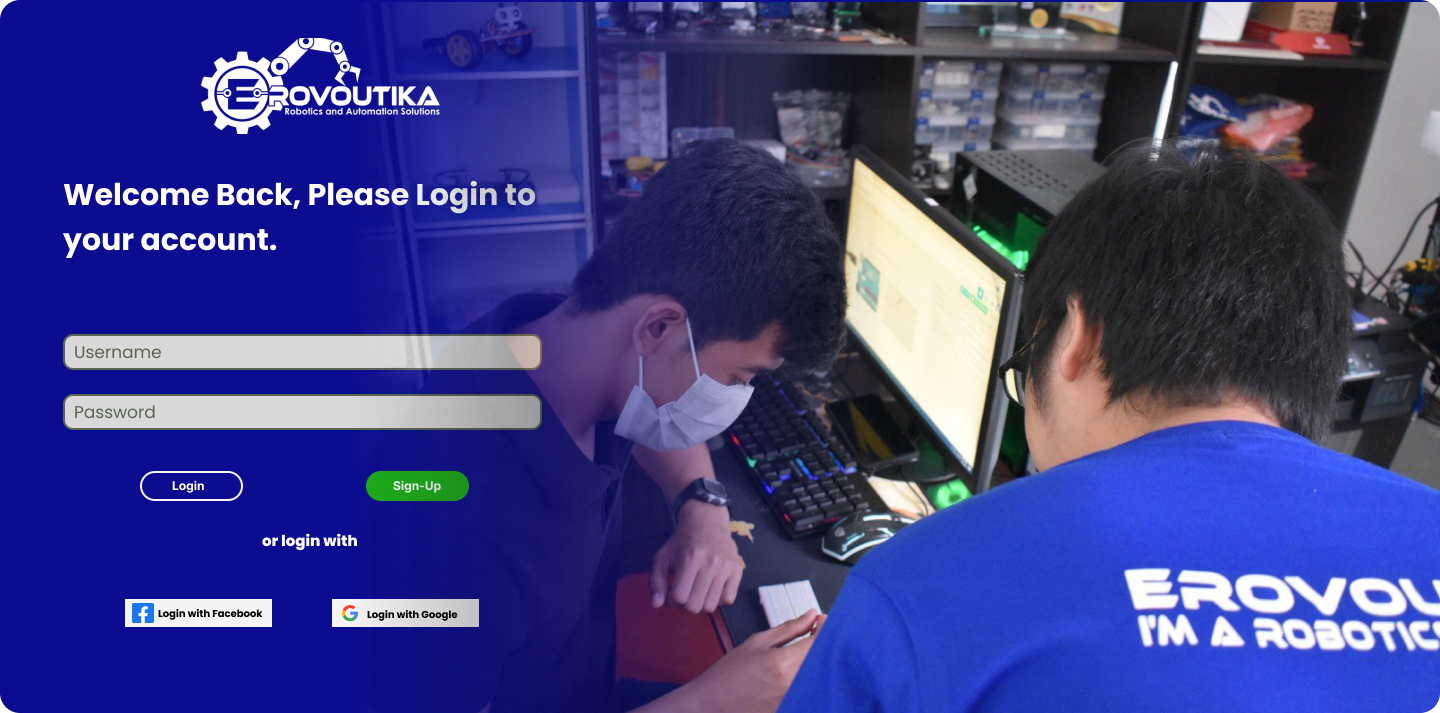 EROVOUTIKA
Robotics and Automation Solutions
Welcome Back, Please Login to
your account.
Username
Password
Login
Sign-Up
or login with
Login with Facebook
Login with Google
EROVOU
I'M A ROBOTIC